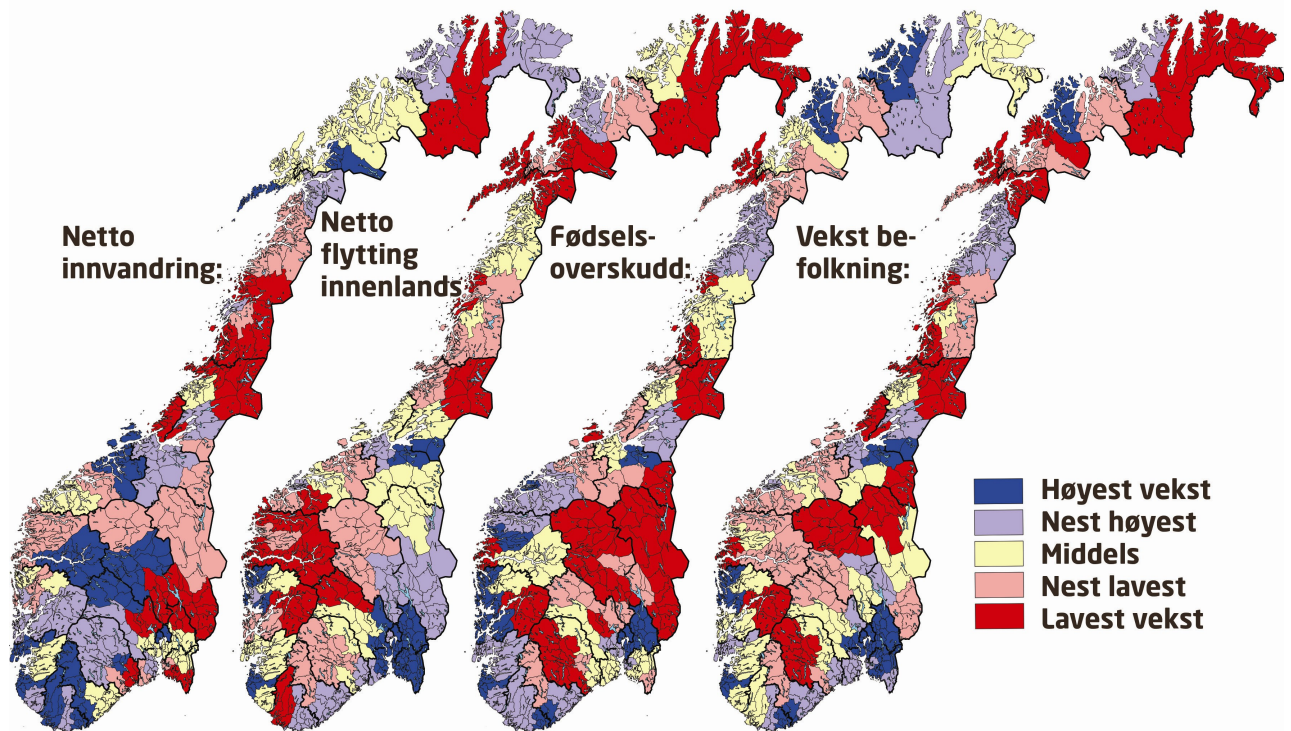 Netto
innvandring:
Netto
flytting
innenlands
Fødsels-
overskudd:
Vekst be-
folkning:
Høyest vekst
Nest høyest
Middels
Nest lavest
Lavest vekst